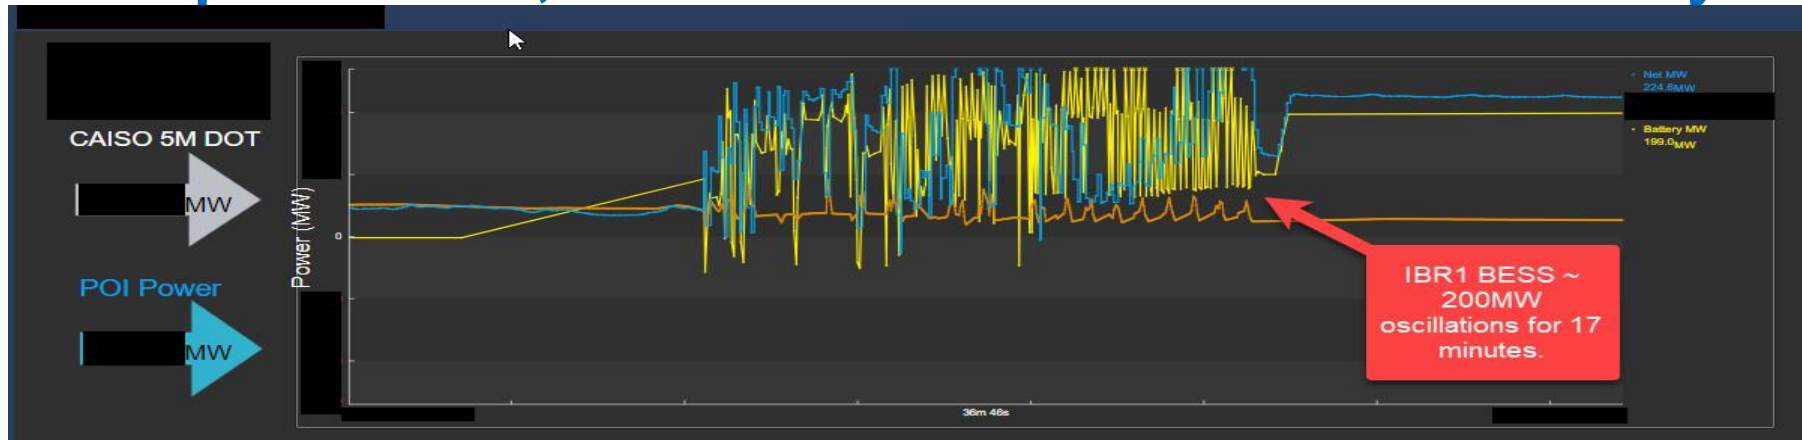 CAISO 5M DOT
MW
POI Power
MW
Power (MW)
0
36m 46s
Net MW
224.6MW
Battery MW
199.0MW
IBR1 BESS ~
200MW
oscillations for 17
minutes.